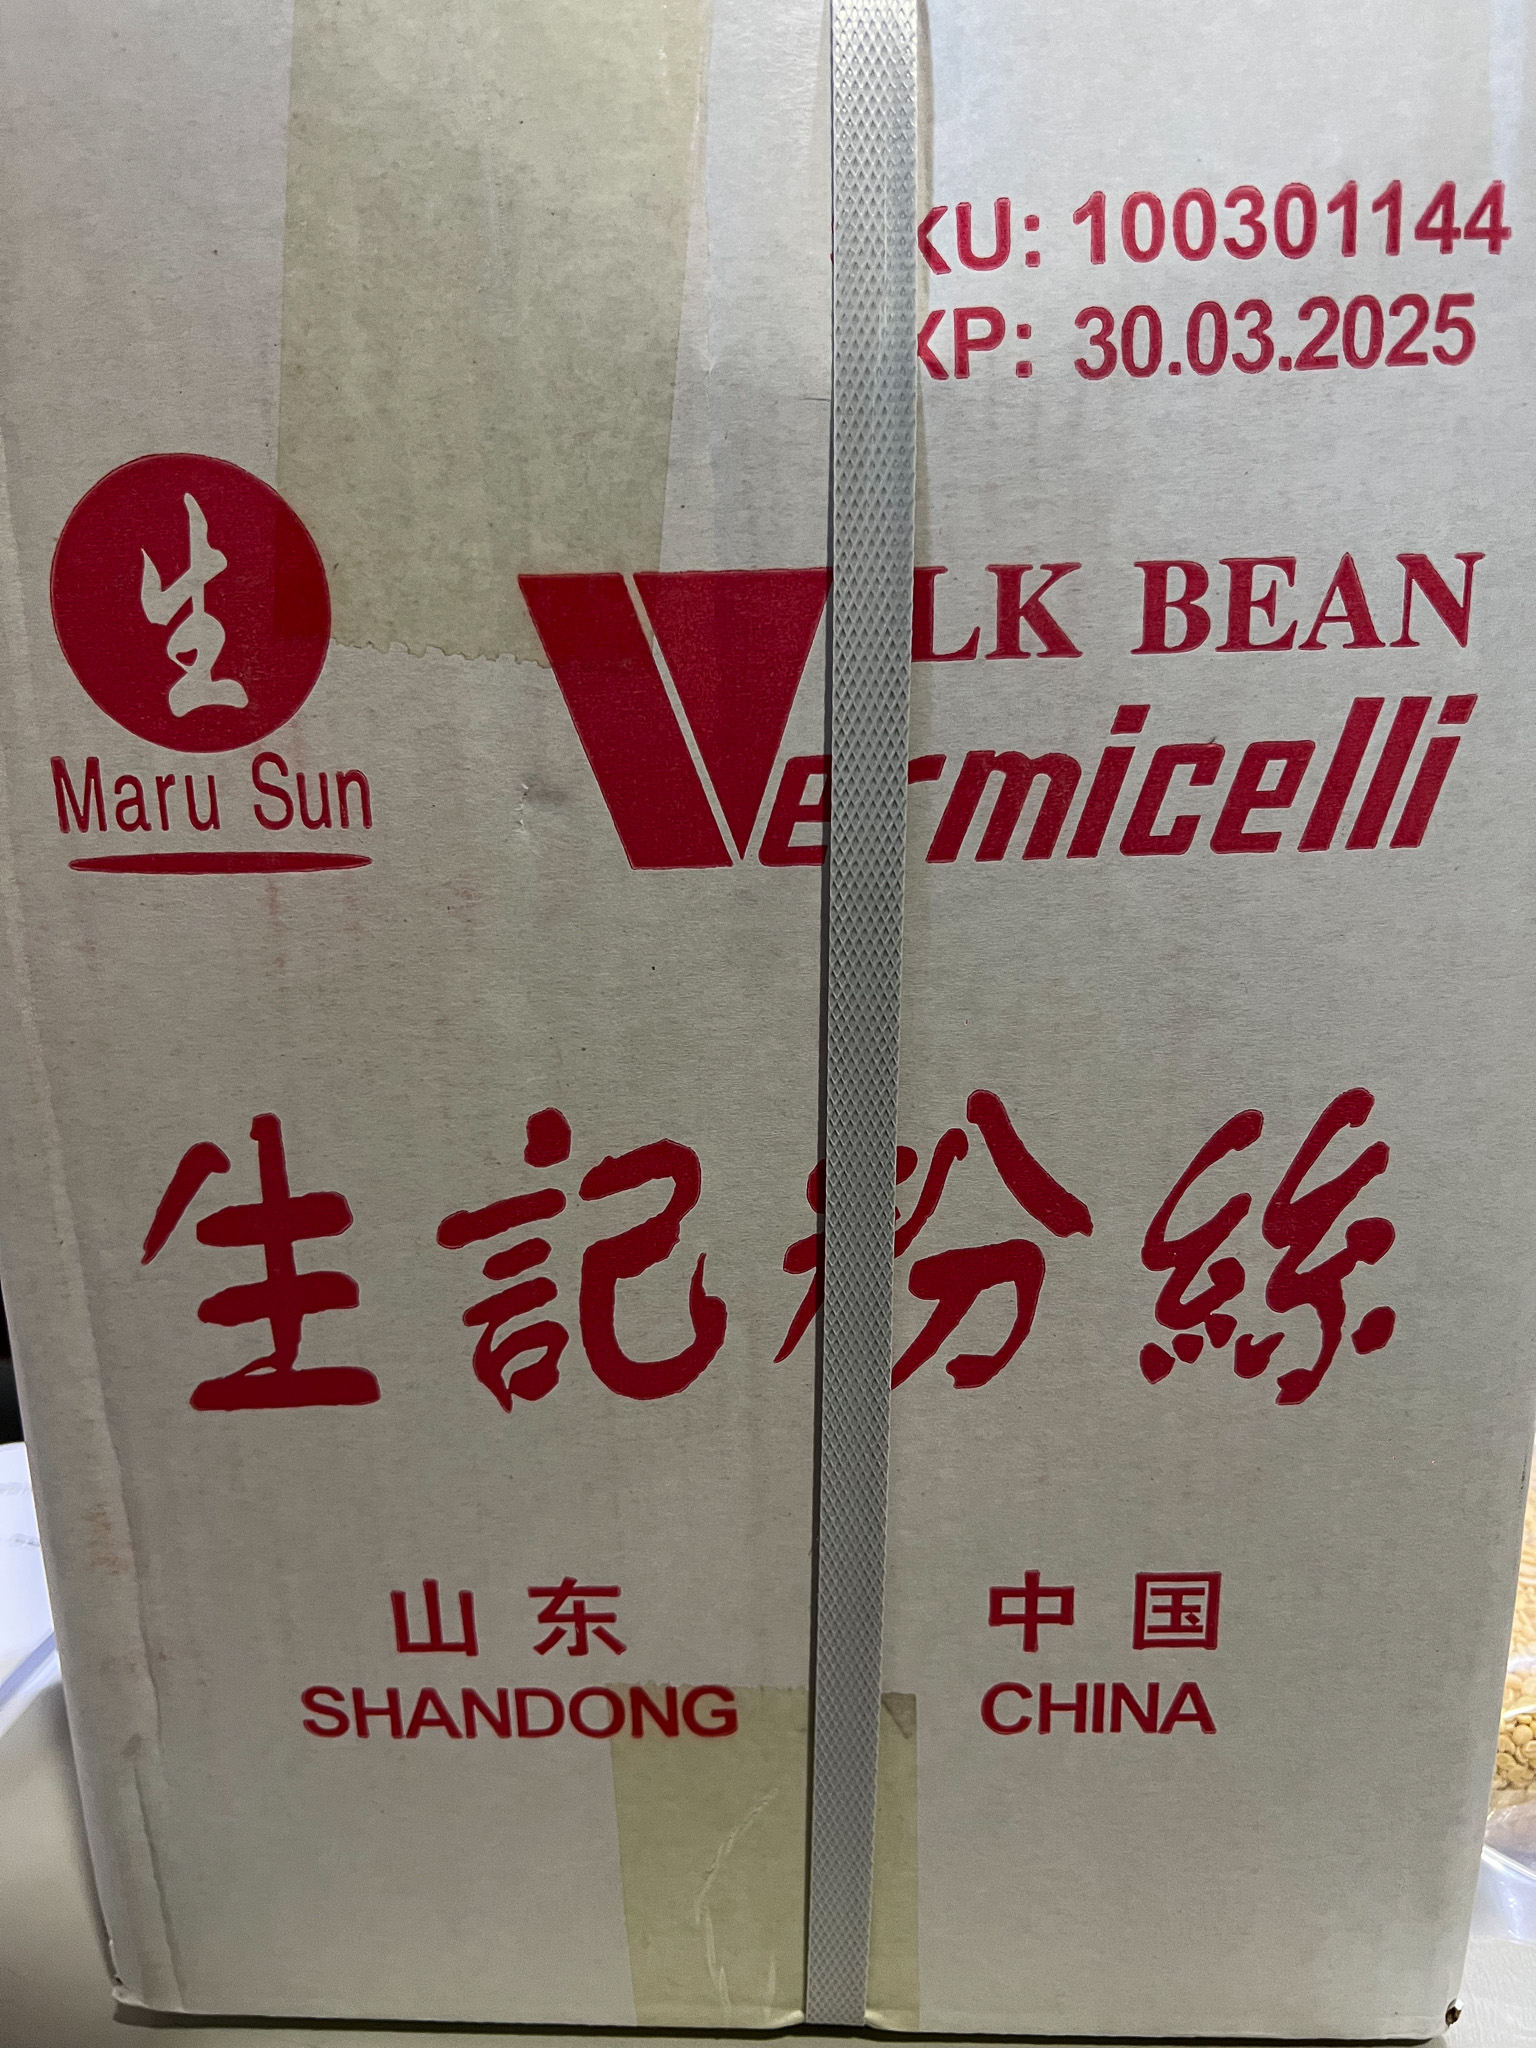 KU: 100301144
XP: 30.03.2025
生
Maru Sun
LK BEAN
Vermicelli
生記粉絲
山东 中国
SHANDONG CHINA